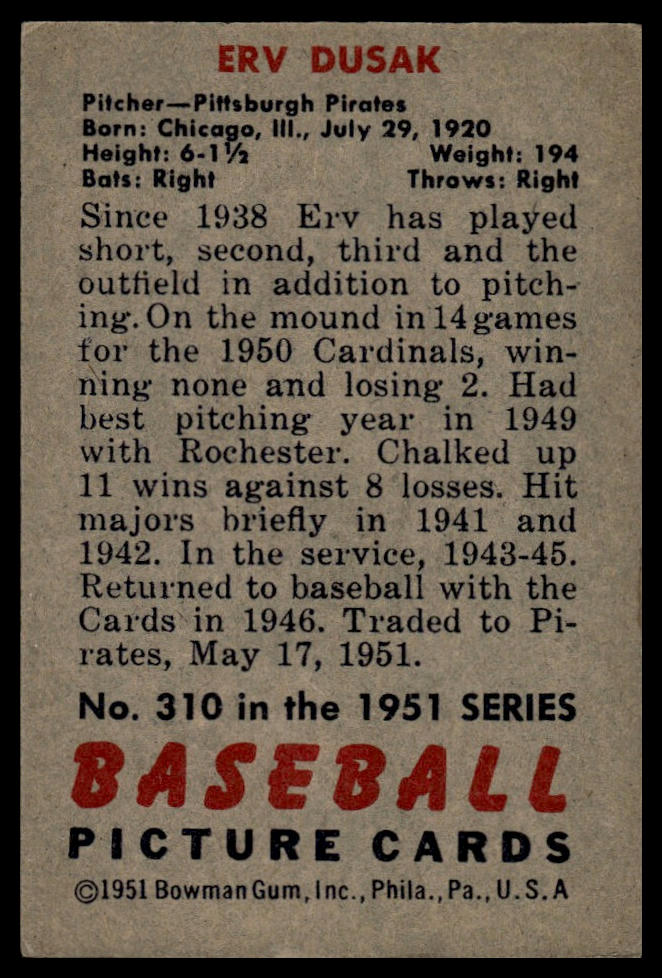 ERV DUSAK
Pitcher—Pittsburgh Pirates
Born: Chicago, Ill., July 29, 1920
Height: 6-1½ Weight: 194
Bats: Right Throws: Right
Since 1938 Erv has played
short, second, third and the
outfield in addition to pitch-
ing. On the mound in 14 games
for the 1950 Cardinals, win-
ning none and losing 2. Had
best pitching year in 1949
with Rochester. Chalked up
11 wins against 8 losses. Hit
majors briefly in 1941 and
1942. In the service, 1943-45.
Returned to baseball with the
Cards in 1946. Traded to Pi-
rates, May 17, 1951.
No. 310 in the 1951 SERIES
BASEBALL
PICTURE CARDS
©1951 Bowman Gum, Inc., Phila., Pa., U.S.A